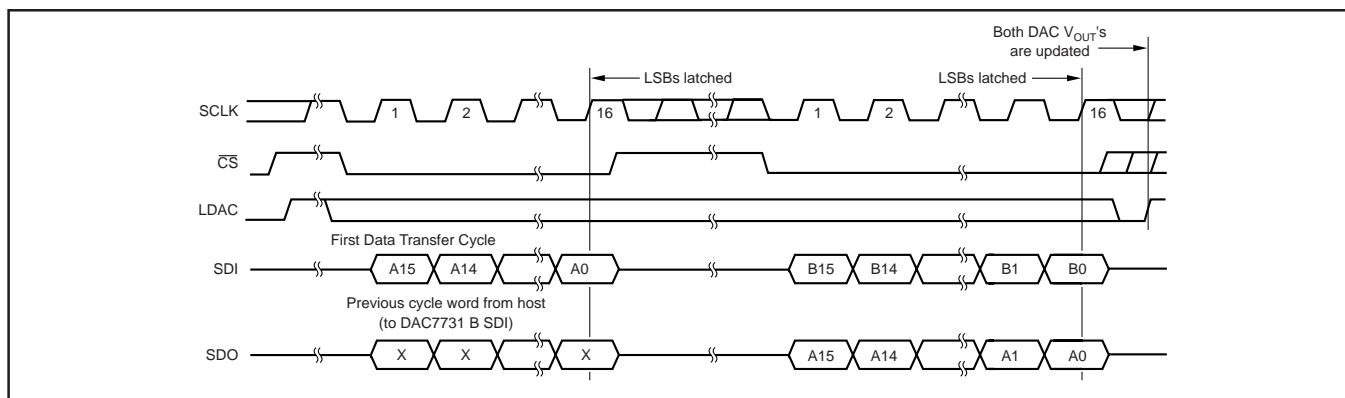 Both DAC VOUT's
are updated
LSBs latched
LSBs latched
SCLK
1
2
16
1
2
16
CS
LDAC
First Data Transfer Cycle
SDI
A15
A14
A0
B15
B14
B1
B0
Previous cycle word from host
(to DAC7731 B SDI)
SDO
X
X
X
A15
A14
A1
A0